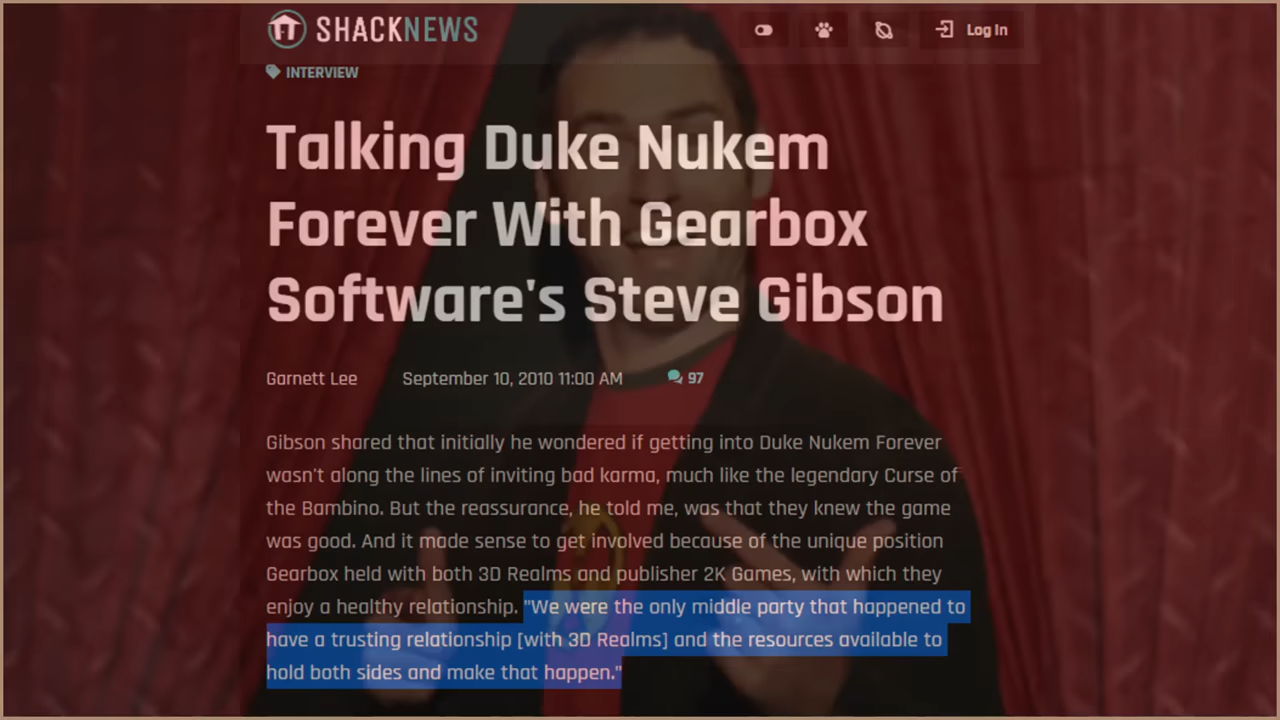 SHACKNEWS
Log In
INTERVIEW
Talking Duke Nukem
Forever With Gearbox
Software's Steve Gibson
Garnett Lee September 10, 2010 11:00 AM 97
Gibson shared that initially he wondered if getting into Duke Nukem Forever
wasn't along the lines of inviting bad karma, much like the legendary Curse of
the Bambino. But the reassurance, he told me, was that they knew the game
was good. And it made sense to get involved because of the unique position
Gearbox held with both 3D Realms and publisher 2K Games, with which they
enjoy a healthy relationship. "We were the only middle party that happened to
have a trusting relationship [with 3D Realms] and the resources available to
hold both sides and make that happen."